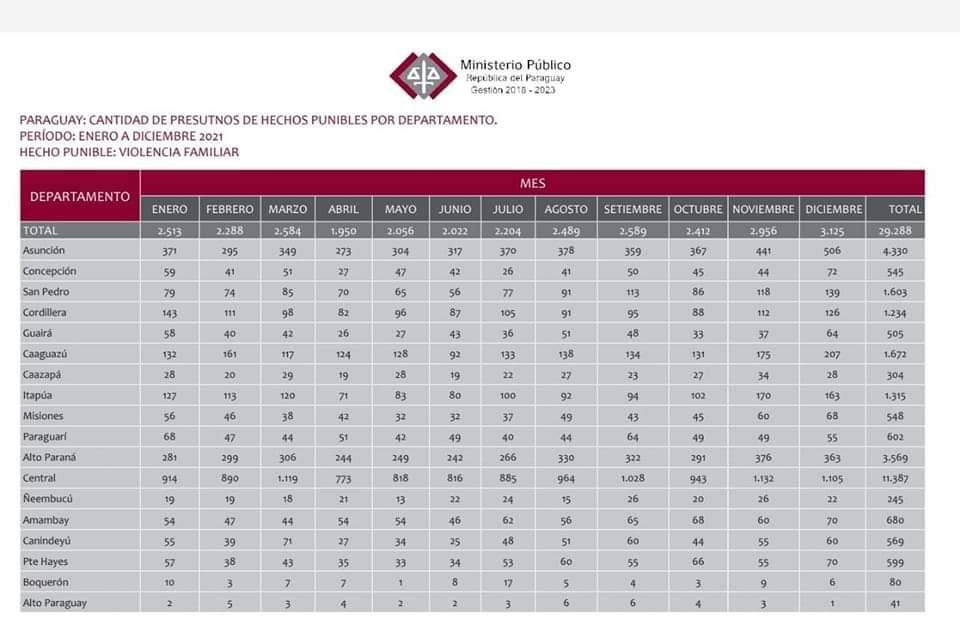 Ministerio Público
República del Paraguay
Gestión 2018 - 2023
PARAGUAY: CANTIDAD DE PRESUTNOS DE HECHOS PUNIBLES POR DEPARTAMENTO.
PERÍODO: ENERO A DICIEMBRE 2021
HECHO PUNIBLE: VIOLENCIA FAMILIAR
DEPARTAMENTO MES
ENERO FEBRERO MARZO ABRIL MAYO JUNIO JULIO AGOSTO SETIEMBRE OCTUBRE NOVIEMBRE DICIEMBRE TOTAL
TOTAL 2.513 2.288 2.584 1.950 2.056 2.022 2.204 2.489 2.589 2.412 2.956 3.125 29.288
Asunción 371 295 349 273 304 317 370 378 359 367 441 506 4.330
Concepción 59 41 51 27 47 42 26 41 50 45 44 72 545
San Pedro 79 74 85 70 65 56 77 91 113 86 118 139 1.603
Cordillera 143 111 98 82 96 87 105 91 95 88 112 126 1.234
Guairá 58 40 42 26 27 43 36 51 48 33 37 64 505
Caaguazú 132 161 117 124 128 92 133 138 134 131 175 207 1.672
Caazapá 28 20 29 19 28 19 22 27 23 27 34 28 304
Itapúa 127 113 120 71 83 80 100 92 94 102 170 163 1.315
Misiones 56 46 38 42 32 32 37 49 43 45 60 68 548
Paraguarí 68 47 44 51 42 49 40 44 64 49 49 55 602
Alto Paraná 281 299 306 244 249 242 266 330 322 291 376 363 3.569
Central 914 890 1.119 773 818 816 885 964 1.028 943 1.132 1.105 11.387
Ñeembucú 19 19 18 21 13 22 24 15 26 20 26 22 245
Amambay 54 47 44 54 54 46 62 56 65 68 60 70 680
Canindeyú 55 39 71 27 34 25 48 51 60 44 55 60 569
Pte Hayes 57 38 43 35 33 34 53 60 55 66 55 70 599
Boquerón 10 3 7 7 1 8 17 5 4 3 9 6 80
Alto Paraguay 2 5 3 4 2 2 3 6 6 4 3 1 41